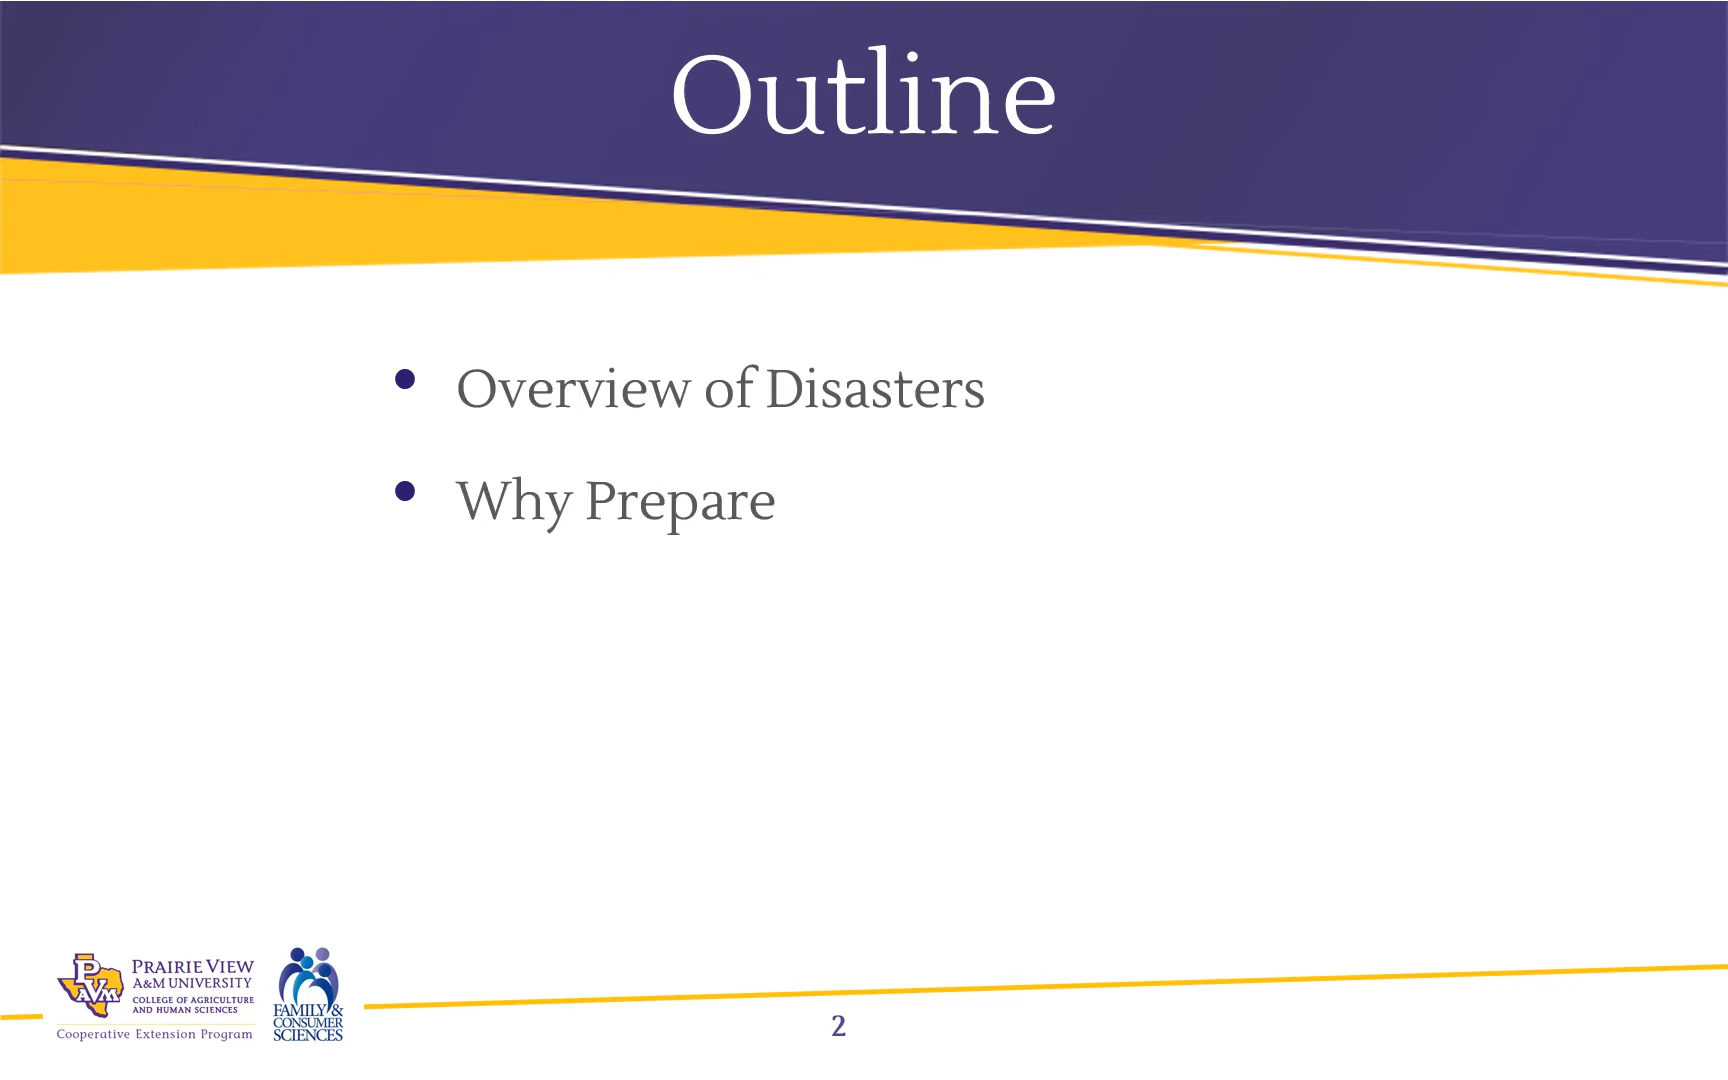 Outline
• Overview of Disasters
• Why Prepare
PVAM
PRAIRIE VIEW
A&M UNIVERSITY
COLLEGE OF AGRICULTURE
AND HUMAN SCIENCES
Cooperative Extension Program
FAMILY &
CONSUMER
SCIENCES
2